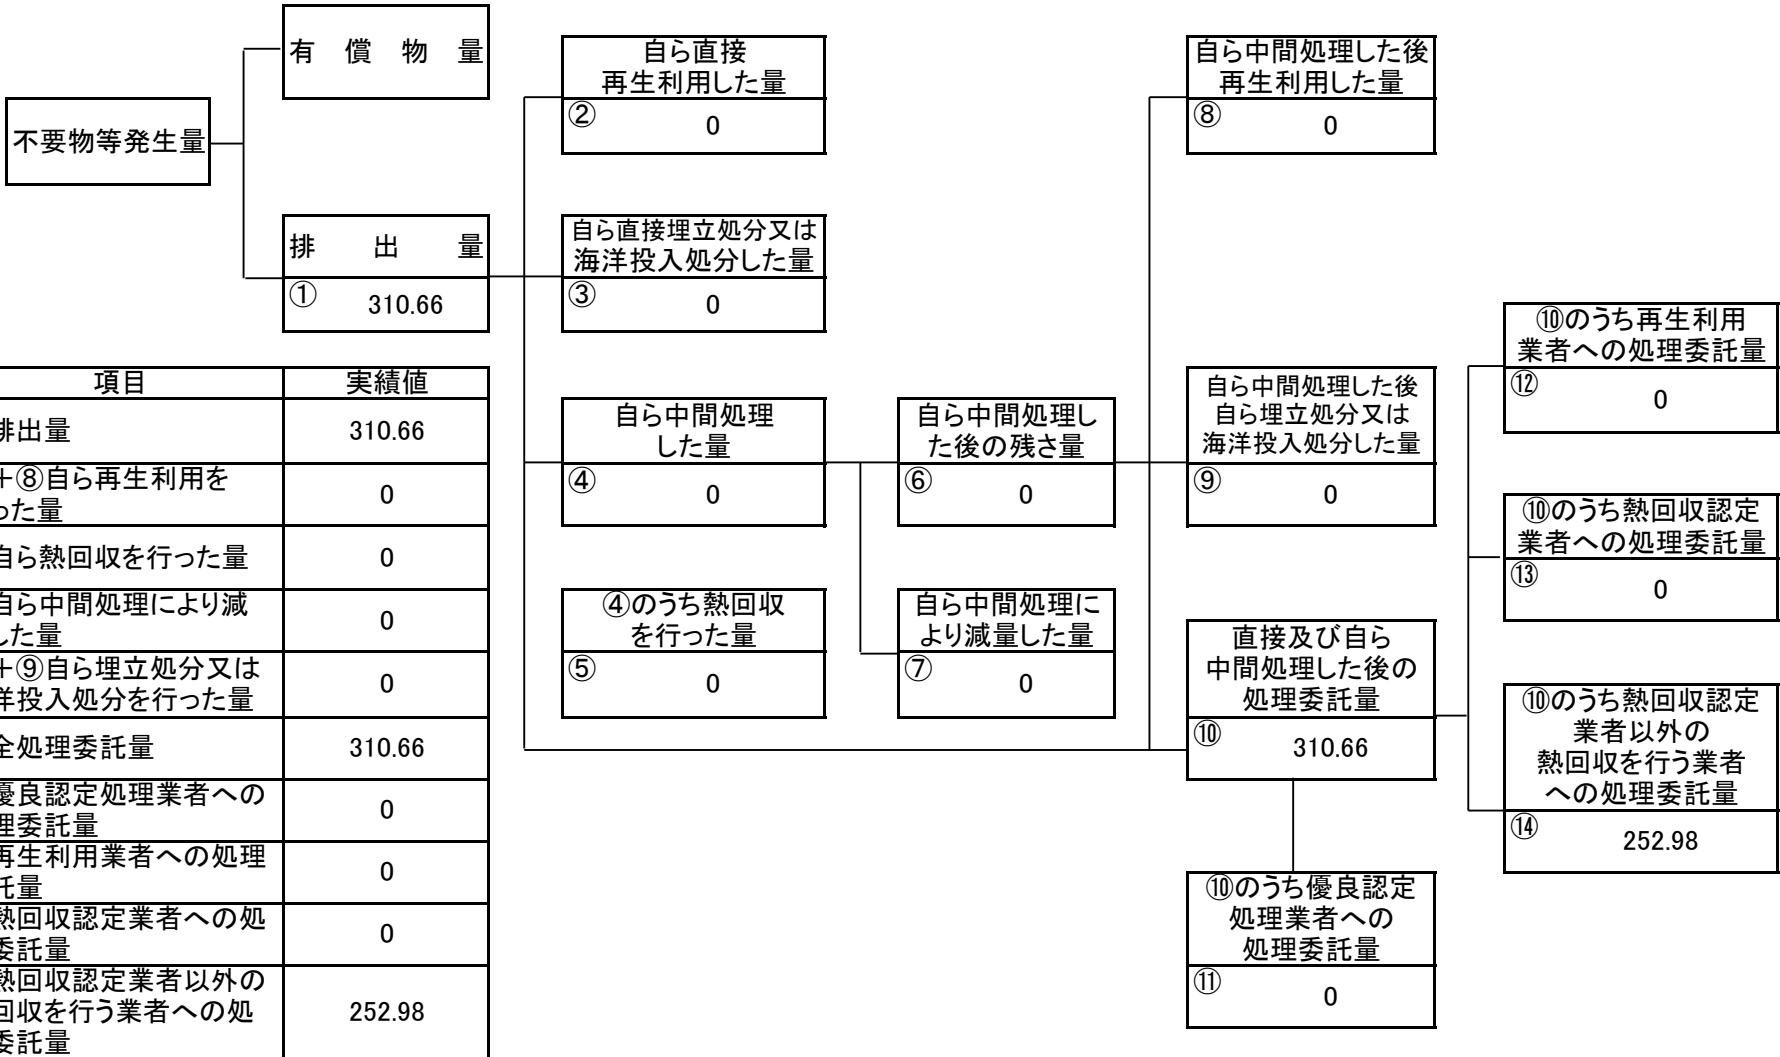 有償物量
不要物等発生量
排出量
①
310.66
自ら直接
再生利用した量
②
0
自ら直接埋立処分又は
海洋投入処分した量
③
0
自ら中間処理
した量
④
0
④のうち熱回収
を行った量
⑤
0
自ら中間処理し
た後の残さ量
⑥
0
自ら中間処理に
より減量した量
⑦
0
自ら中間処理した後
再生利用した量
⑧
0
自ら中間処理した後
自ら埋立処分又は
海洋投入処分した量
⑨
0
直接及び自ら
中間処理した後の
処理委託量
⑩
310.66
⑩のうち優良認定
処理業者への
処理委託量
⑪
0
⑩のうち再生利用
業者への処理委託量
⑫
0
⑩のうち熱回収認定
業者への処理委託量
⑬
0
⑩のうち熱回収認定
業者以外の
熱回収を行う業者
への処理委託量
⑭
252.98
項目
実績値
排出量
310.66
+⑧自ら再生利用を
った量
0
自ら熱回収を行った量
0
自ら中間処理により減
した量
0
+⑨自ら埋立処分又は
洋投入処分を行った量
0
全処理委託量
310.66
優良認定処理業者への
理委託量
0
再生利用業者への処理
託量
0
熱回収認定業者への処
委託量
0
熱回収認定業者以外の
回収を行う業者への処
委託量
252.98